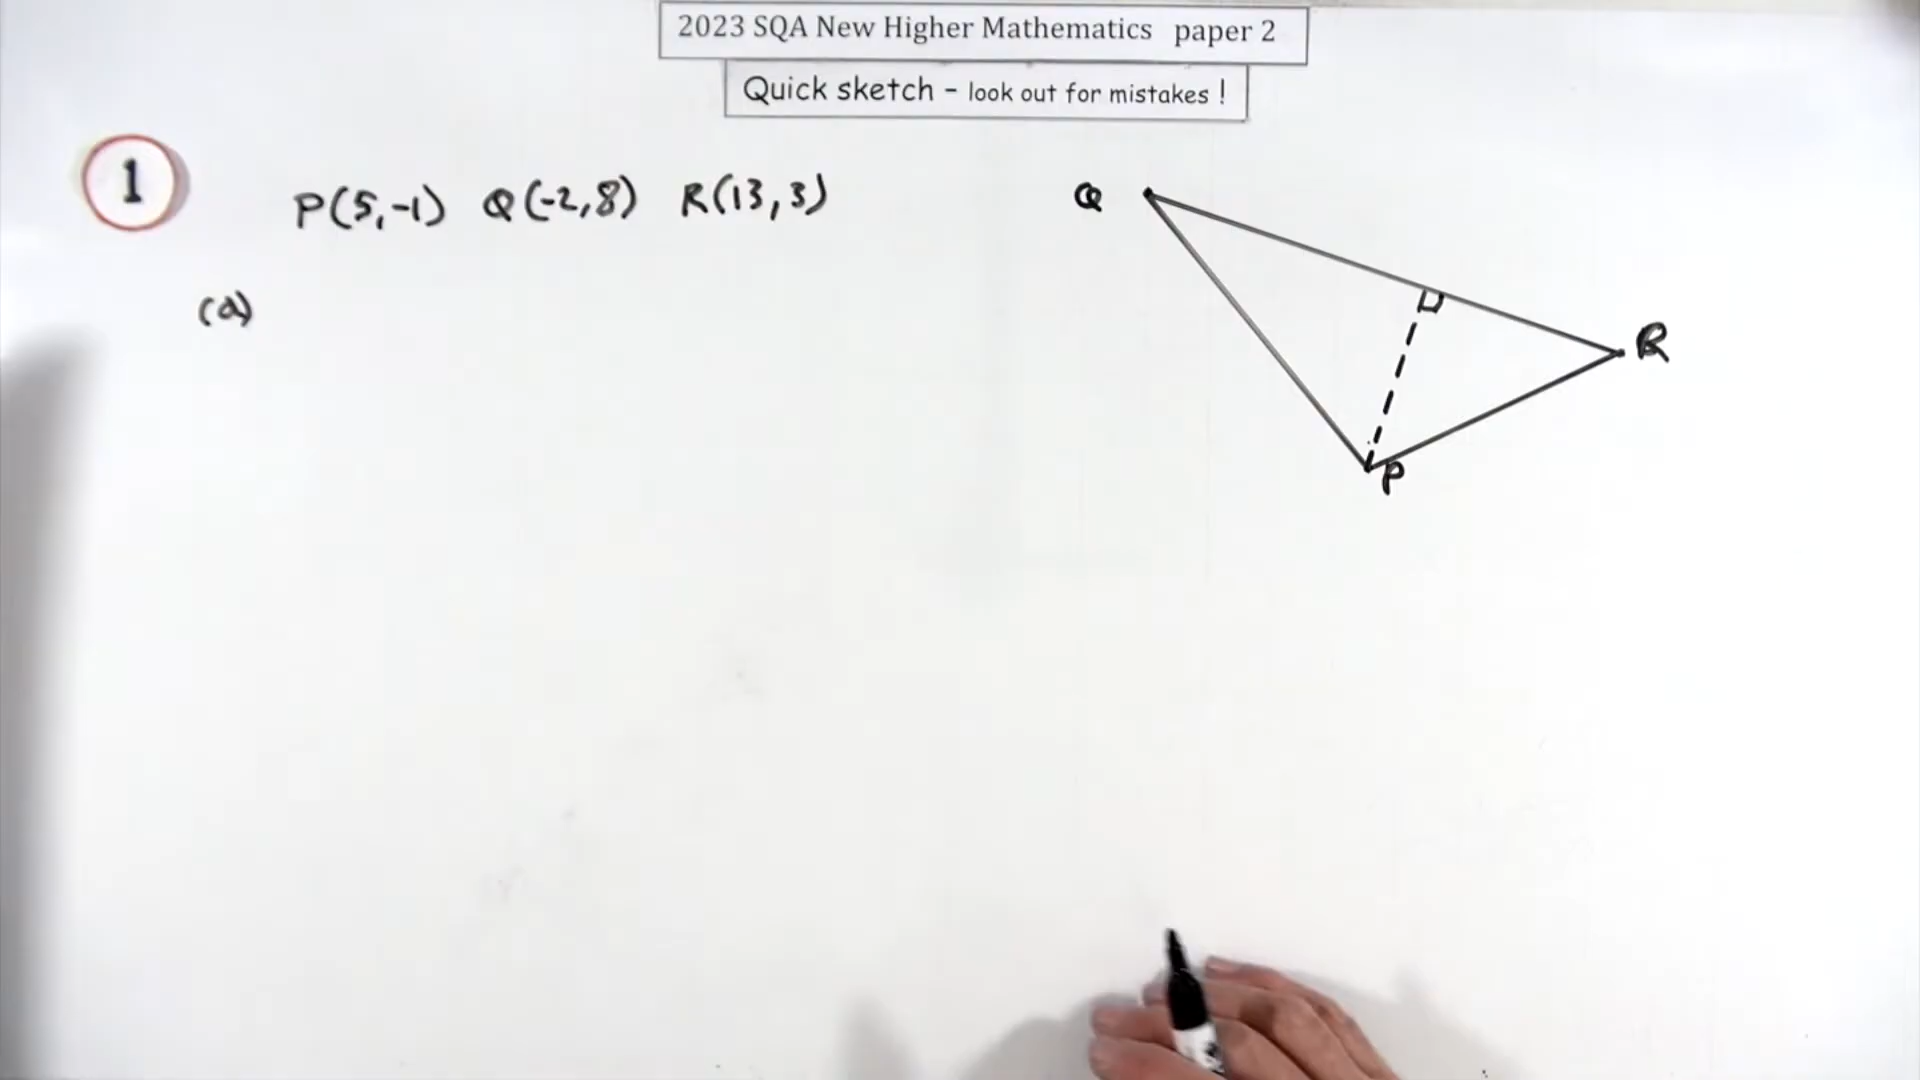 2023 SQA New Higher Mathematics paper 2
Quick sketch - look out for mistakes !
1
P(5,-1) Q(-2,8) R(13,3)
(a)
Q
R
P